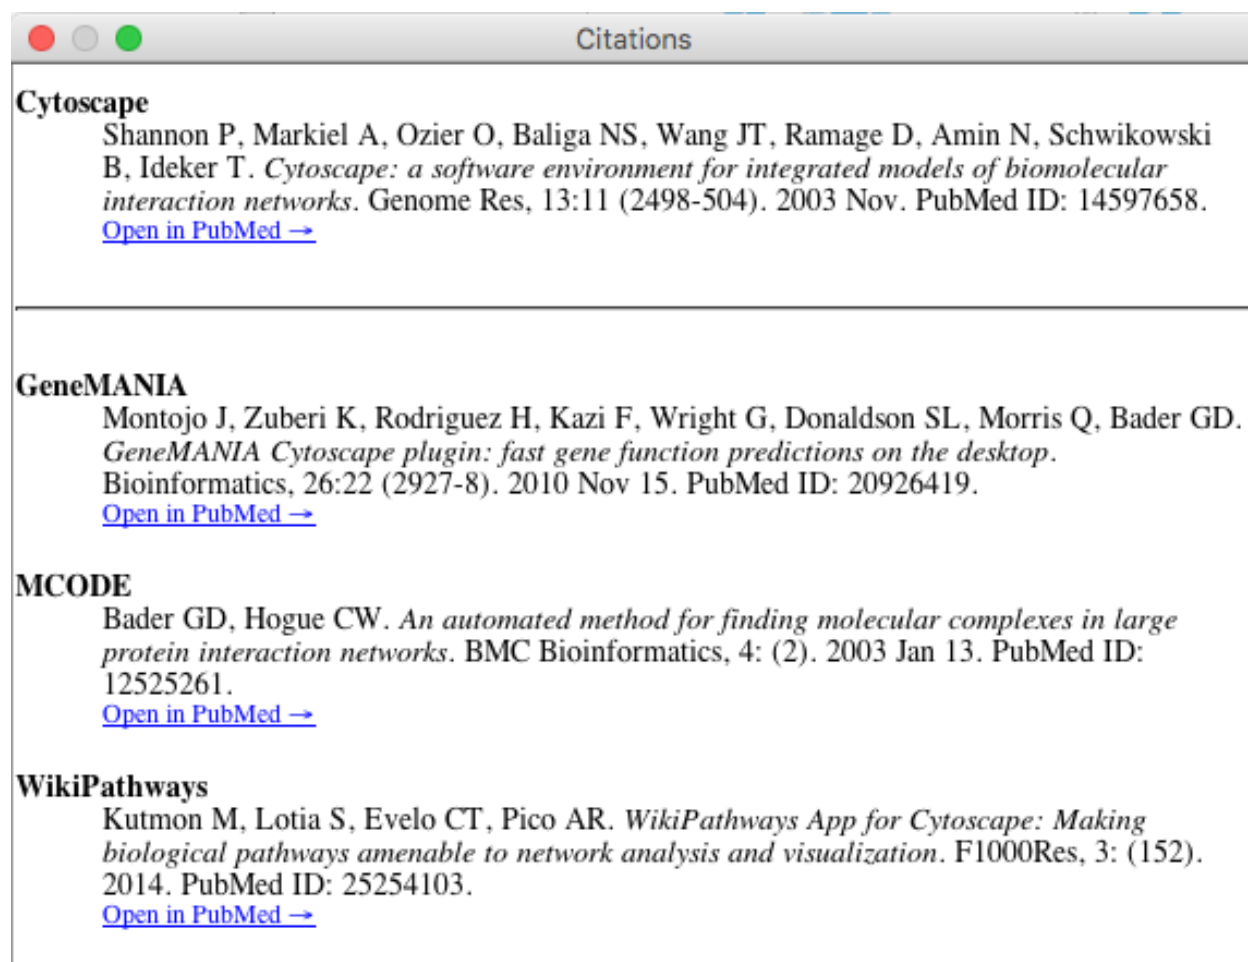 Citations
Cytoscape
Shannon P, Markiel A, Ozier O, Baliga NS, Wang JT, Ramage D, Amin N, Schwikowski
B, Ideker T. Cytoscape: a software environment for integrated models of biomolecular
interaction networks. Genome Res, 13:11 (2498-504). 2003 Nov. PubMed ID: 14597658.
Open in PubMed →
GeneMANIA
Montojo J, Zuberi K, Rodriguez H, Kazi F, Wright G, Donaldson SL, Morris Q, Bader GD.
GeneMANIA Cytoscape plugin: fast gene function predictions on the desktop.
Bioinformatics, 26:22 (2927-8). 2010 Nov 15. PubMed ID: 20926419.
Open in PubMed →
MCODE
Bader GD, Hogue CW. An automated method for finding molecular complexes in large
protein interaction networks. BMC Bioinformatics, 4: (2). 2003 Jan 13. PubMed ID:
12525261.
Open in PubMed →
WikiPathways
Kutmon M, Lotia S, Evelo CT, Pico AR. WikiPathways App for Cytoscape: Making
biological pathways amenable to network analysis and visualization. F1000Res, 3: (152).
2014. PubMed ID: 25254103.
Open in PubMed →